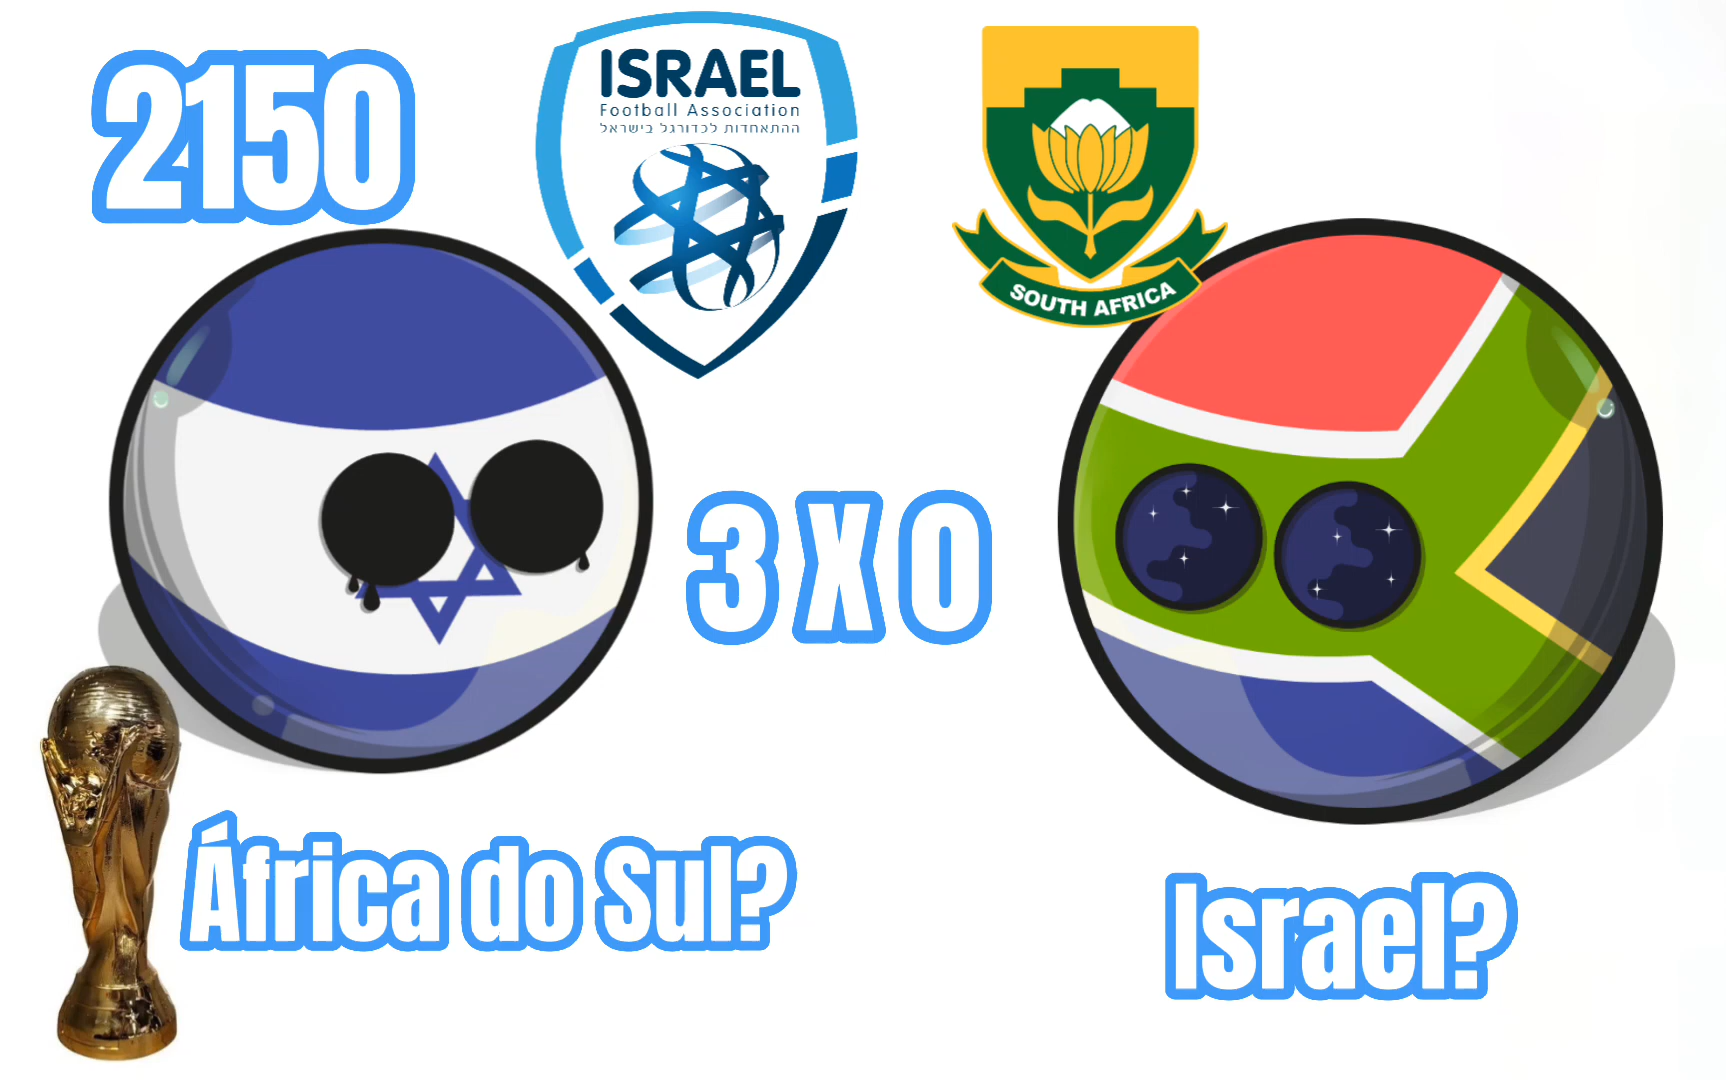 2150
ISRAEL
Football Association
ההתאחדות לכדורגל בישראל
SOUTH AFRICA
3 X 0
África do Sul?
Israel?